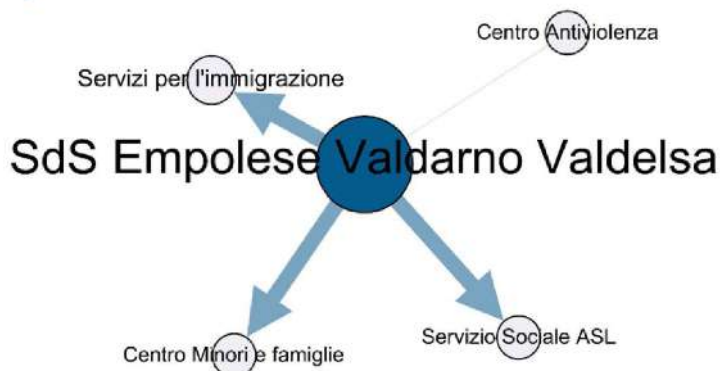 Centro Antiviolenza
Servizi per l'immigrazione
SdS Empolese Valdarno Valdelsa
Servizio Sociale ASL
Centro Minori e famiglie